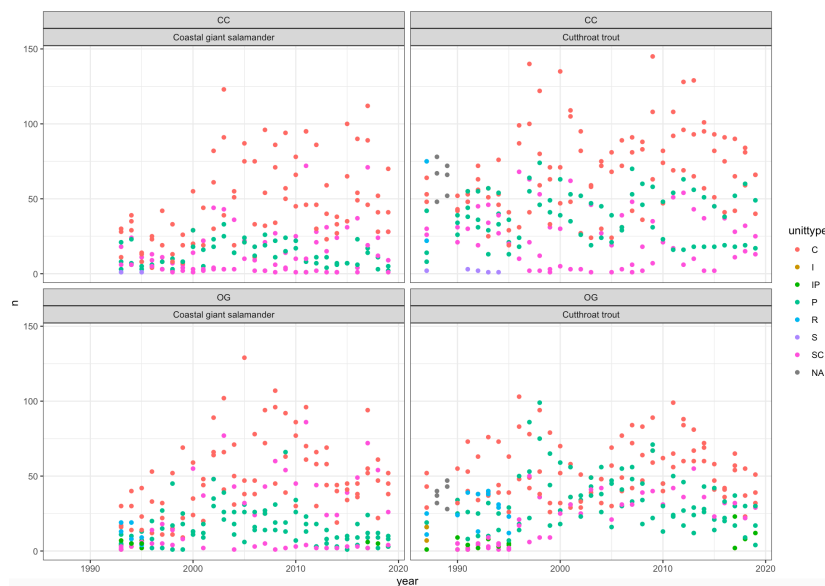 CC
CC
Coastal giant salamander
Cutthroat trout
150
100
50
0
OG
OG
Coastal giant salamander
Cutthroat trout
150
100
50
0
n
1990
2000
2010
2020
1990
2000
2010
2020
year
unittype
C
I
IP
P
R
S
SC
NA